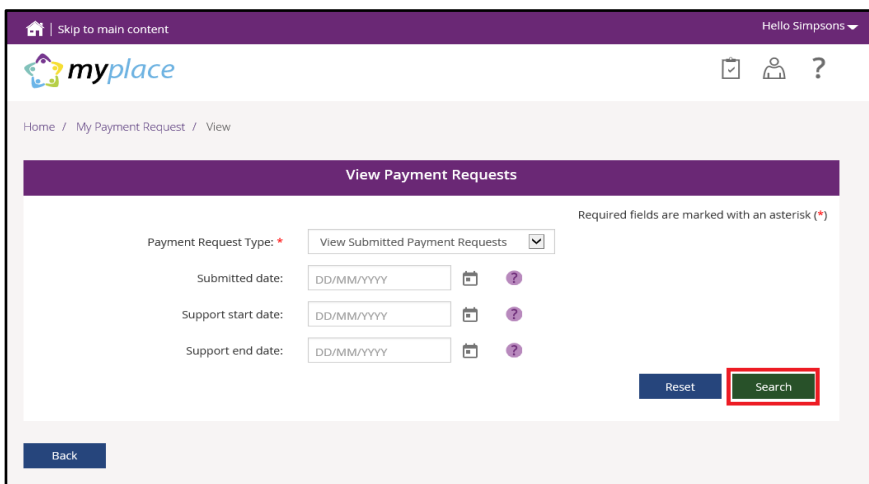 Skip to main content
Hello Simpsons
myplace
?
Home / My Payment Request / View
View Payment Requests
Required fields are marked with an asterisk (*)
Payment Request Type: * View Submitted Payment Requests
Submitted date: DD/MM/YYYY ?
Support start date: DD/MM/YYYY ?
Support end date: DD/MM/YYYY ?
Reset Search
Back